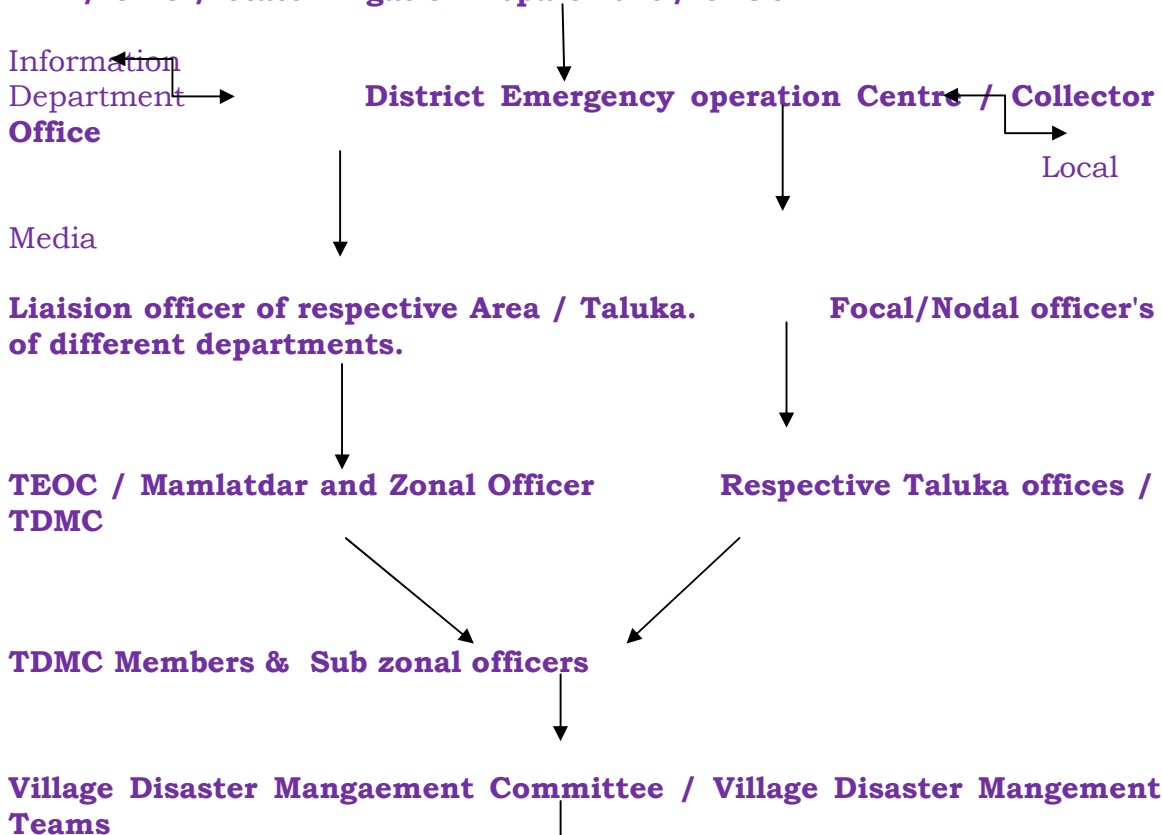 Information
Department District Emergency operation Centre / Collector
Office
Local
Media
Liaision officer of respective Area / Taluka. Focal/Nodal officer's
of different departments.
TEOC / Mamlatdar and Zonal Officer Respective Taluka offices /
TDMC
TDMC Members & Sub zonal officers
Village Disaster Mangaement Committee / Village Disaster Mangement
Teams